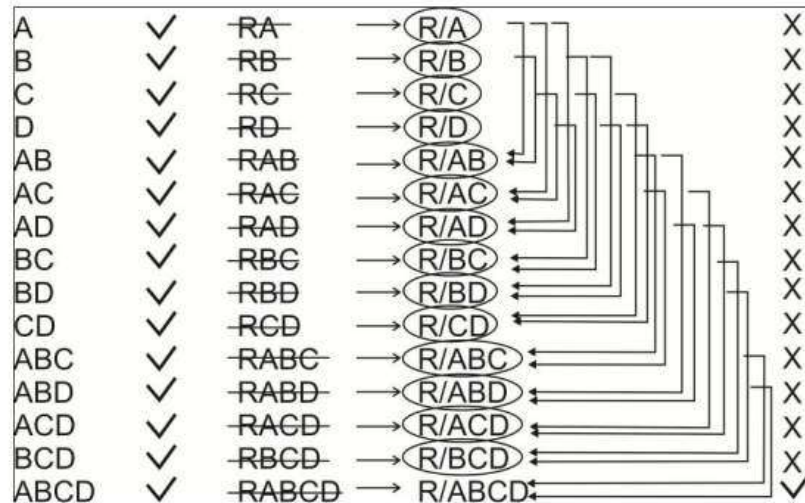 A ✓ RA → R/A X
B ✓ RB → R/B X
C ✓ RC → R/C X
D ✓ RD → R/D X
AB ✓ RAB → R/AB X
AC ✓ RAC → R/AC X
AD ✓ RAD → R/AD X
BC ✓ RBC → R/BC X
BD ✓ RBD → R/BD X
CD ✓ RCD → R/CD X
ABC ✓ RABC → R/ABC X
ABD ✓ RABD → R/ABD X
ACD ✓ RACD → R/ACD X
BCD ✓ RBCD → R/BCD X
ABCD ✓ RABCD → R/ABCD ✓